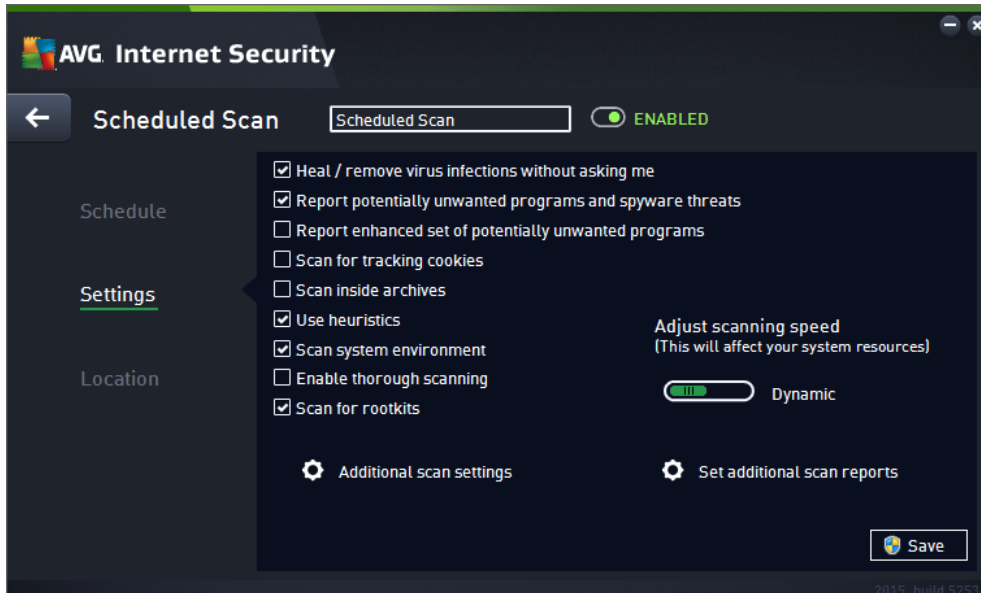 AVG. Internet Security
Scheduled Scan
Scheduled Scan
ENABLED
Schedule
Settings
Location
Heal / remove virus infections without asking me
Report potentially unwanted programs and spyware threats
Report enhanced set of potentially unwanted programs
Scan for tracking cookies
Scan inside archives
Use heuristics
Scan system environment
Enable thorough scanning
Scan for rootkits
Adjust scanning speed
(This will affect your system resources)
Dynamic
Additional scan settings
Set additional scan reports
Save
2015, build 5253